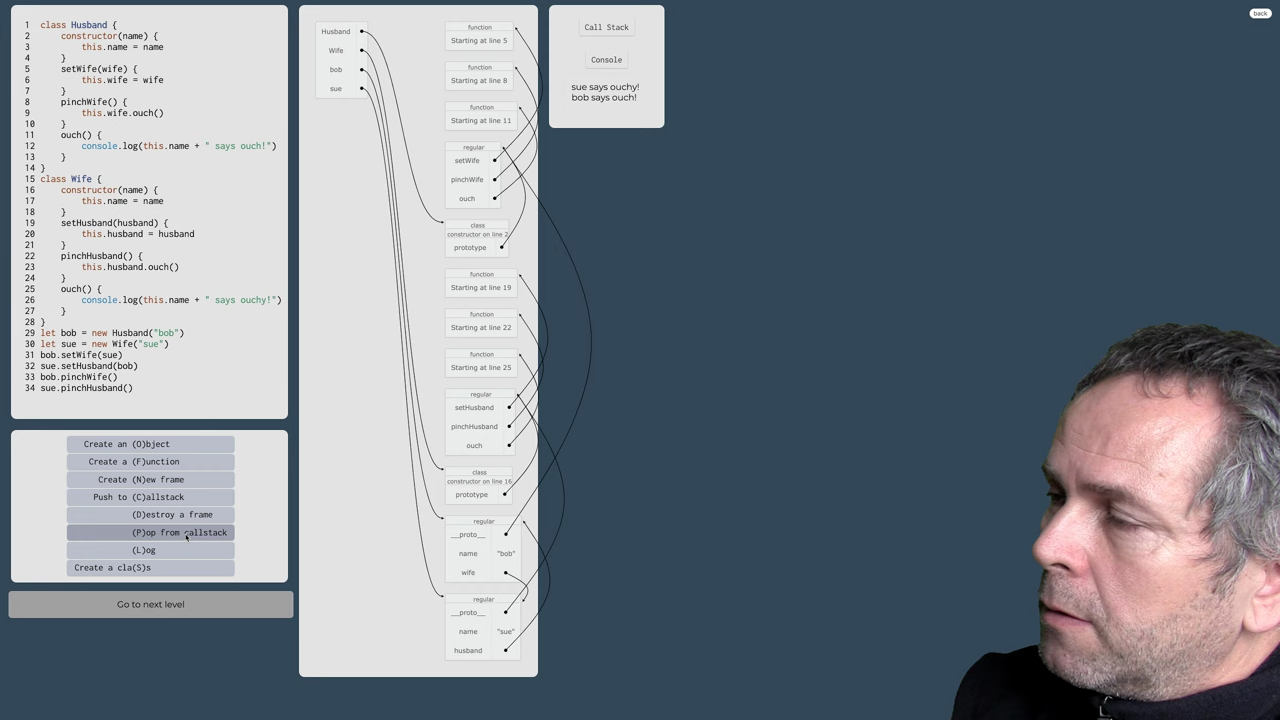 1 class Husband {
2 constructor(name) {
3 this.name = name
4 }
5 setWife(wife) {
6 this.wife = wife
7 }
8 pinchWife() {
9 this.wife.ouch()
10 }
11 ouch() {
12 console.log(this.name + " says ouch!")
13 }
14 }
15 class Wife {
16 constructor(name) {
17 this.name = name
18 }
19 setHusband(husband) {
20 this.husband = husband
21 }
22 pinchHusband() {
23 this.husband.ouch()
24 }
25 ouch() {
26 console.log(this.name + " says ouchy!")
27 }
28 }
29 let bob = new Husband("bob")
30 let sue = new Wife("sue")
31 bob.setWife(sue)
32 sue.setHusband(bob)
33 bob.pinchWife()
34 sue.pinchHusband()
Create an (O)bject
Create a (F)unction
Create (N)ew frame
Push to (C)allstack
(D)estroy a frame
(P)op from callstack
(L)og
Create a cla(S)s
Go to next level
Husband
Wife
bob
sue
function
Starting at line 5
function
Starting at line 8
function
Starting at line 11
regular
setWife
pinchWife
ouch
class
constructor on line 2
prototype
function
Starting at line 19
function
Starting at line 22
function
Starting at line 25
regular
setHusband
pinchHusband
ouch
class
constructor on line 16
prototype
regular
__proto__
name "bob"
wife
regular
__proto__
name "sue"
husband
Call Stack
Console
sue says ouchy!
bob says ouch!
back